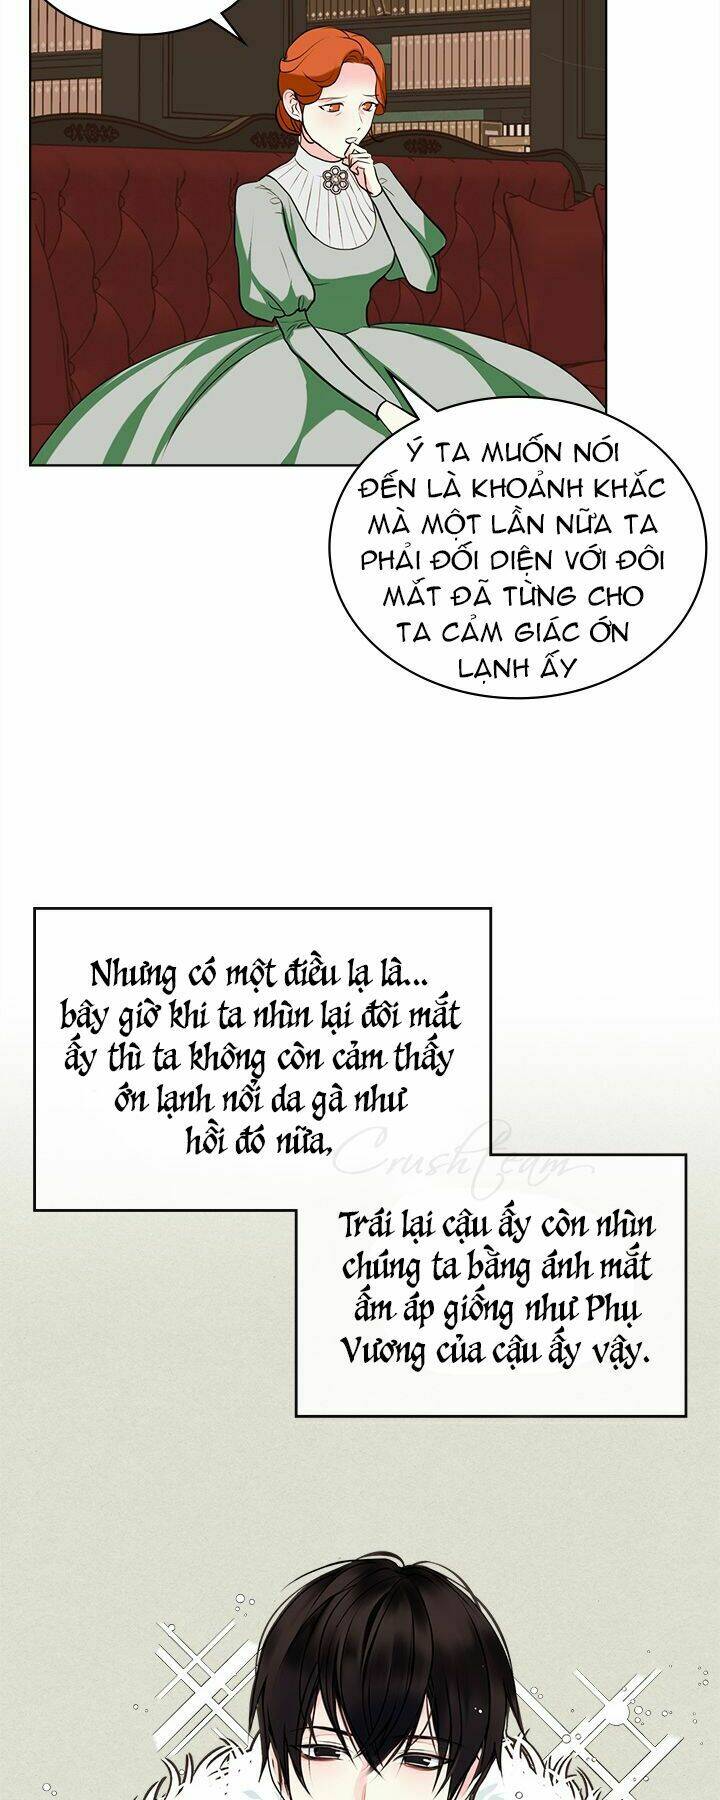 Ý TA MUỐN NÓI
ĐẾN LÀ KHOẢNH KHẮC
MÀ MỘT LẦN NỮA TA
PHẢI ĐỐI DIỆN VỚI ĐÔI
MẮT ĐÃ TỪNG CHO
TA CẢM GIÁC ỚN
LẠNH ẤY
Nhưng có một điều lạ là...
bây giờ khi ta nhìn lại đôi mắt
ấy thì ta không còn cảm thấy
ớn lạnh nổi da gà như
hồi đó nữa,
Crushteam
Trái lại cậu ấy còn nhìn
chúng ta bằng ánh mắt
ấm áp giống như Phụ
Vương của cậu ấy vậy.